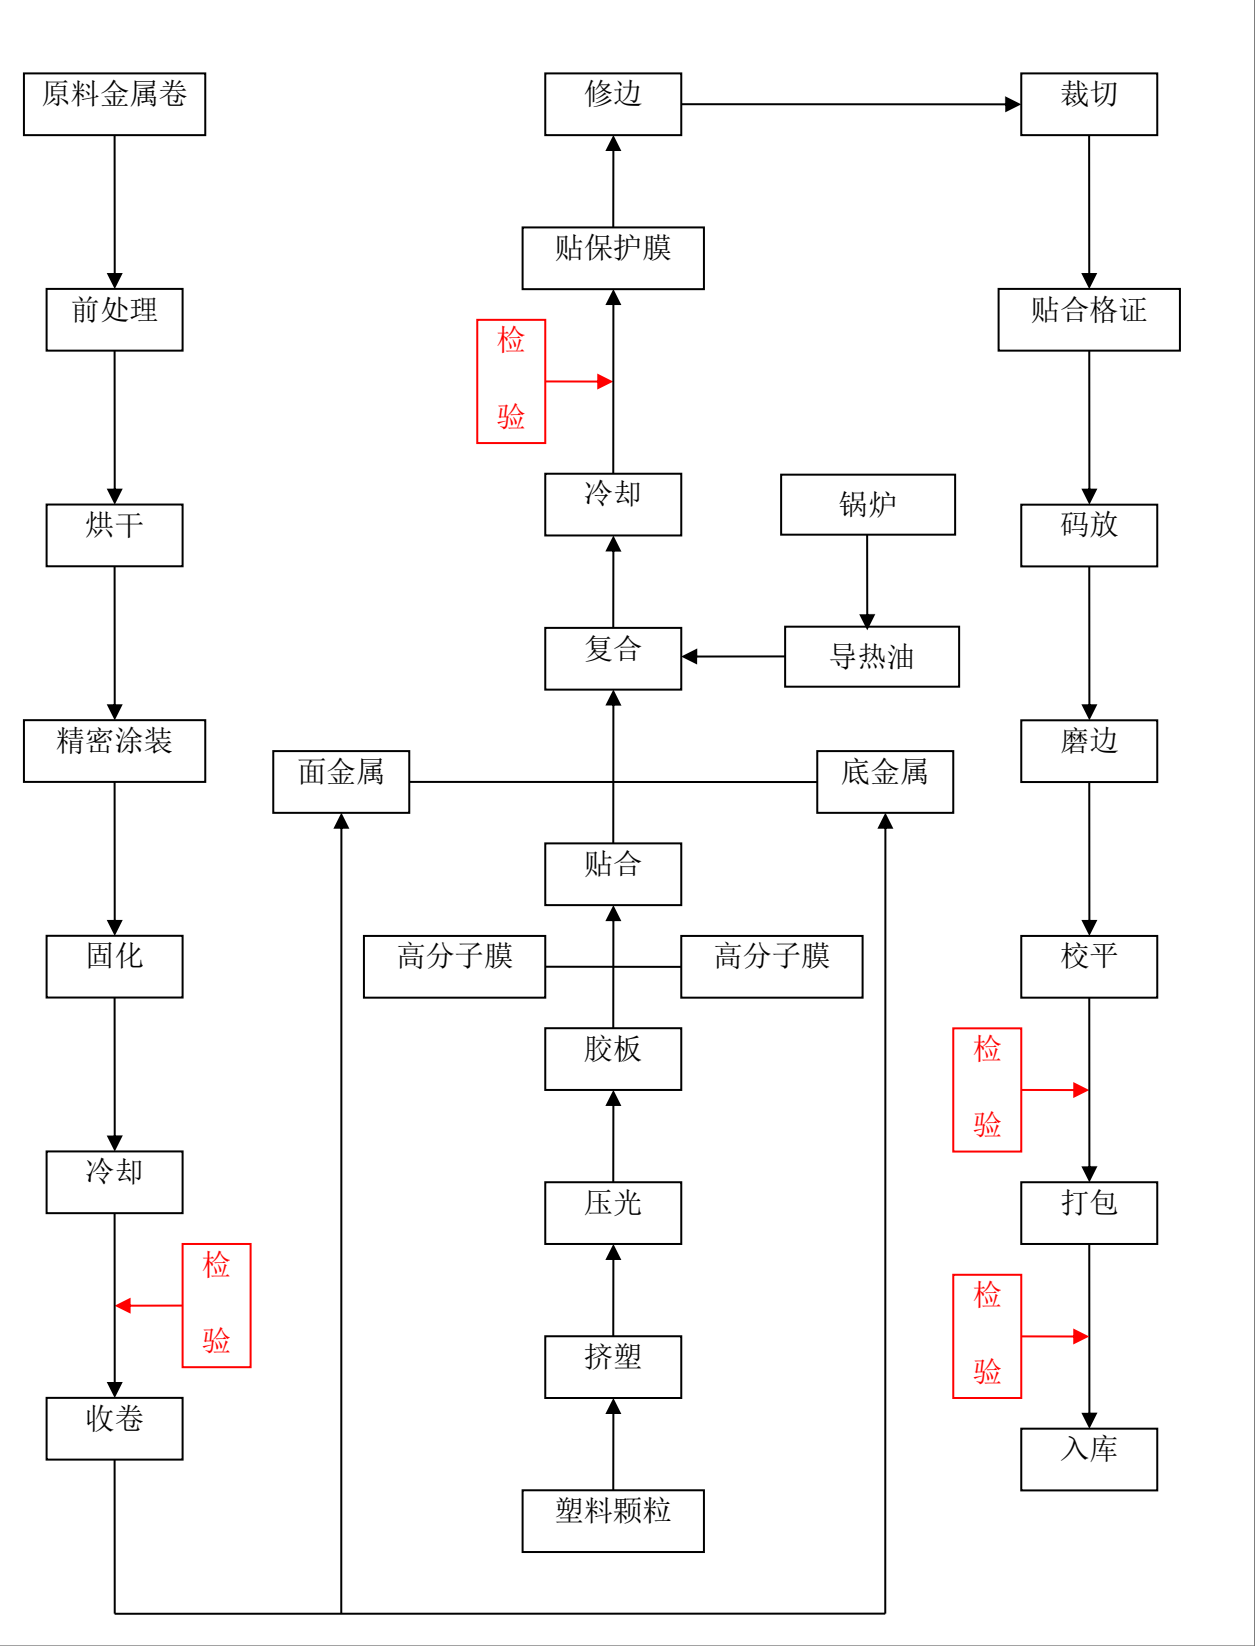 原料金属卷
前处理
烘干
精密涂装
固化
冷却
检
验
收卷
面金属
底金属
修边
贴保护膜
检
验
冷却
锅炉
复合
导热油
贴合
高分子膜
高分子膜
胶板
压光
挤塑
塑料颗粒
裁切
贴合格证
码放
磨边
校平
检
验
打包
检
验
入库